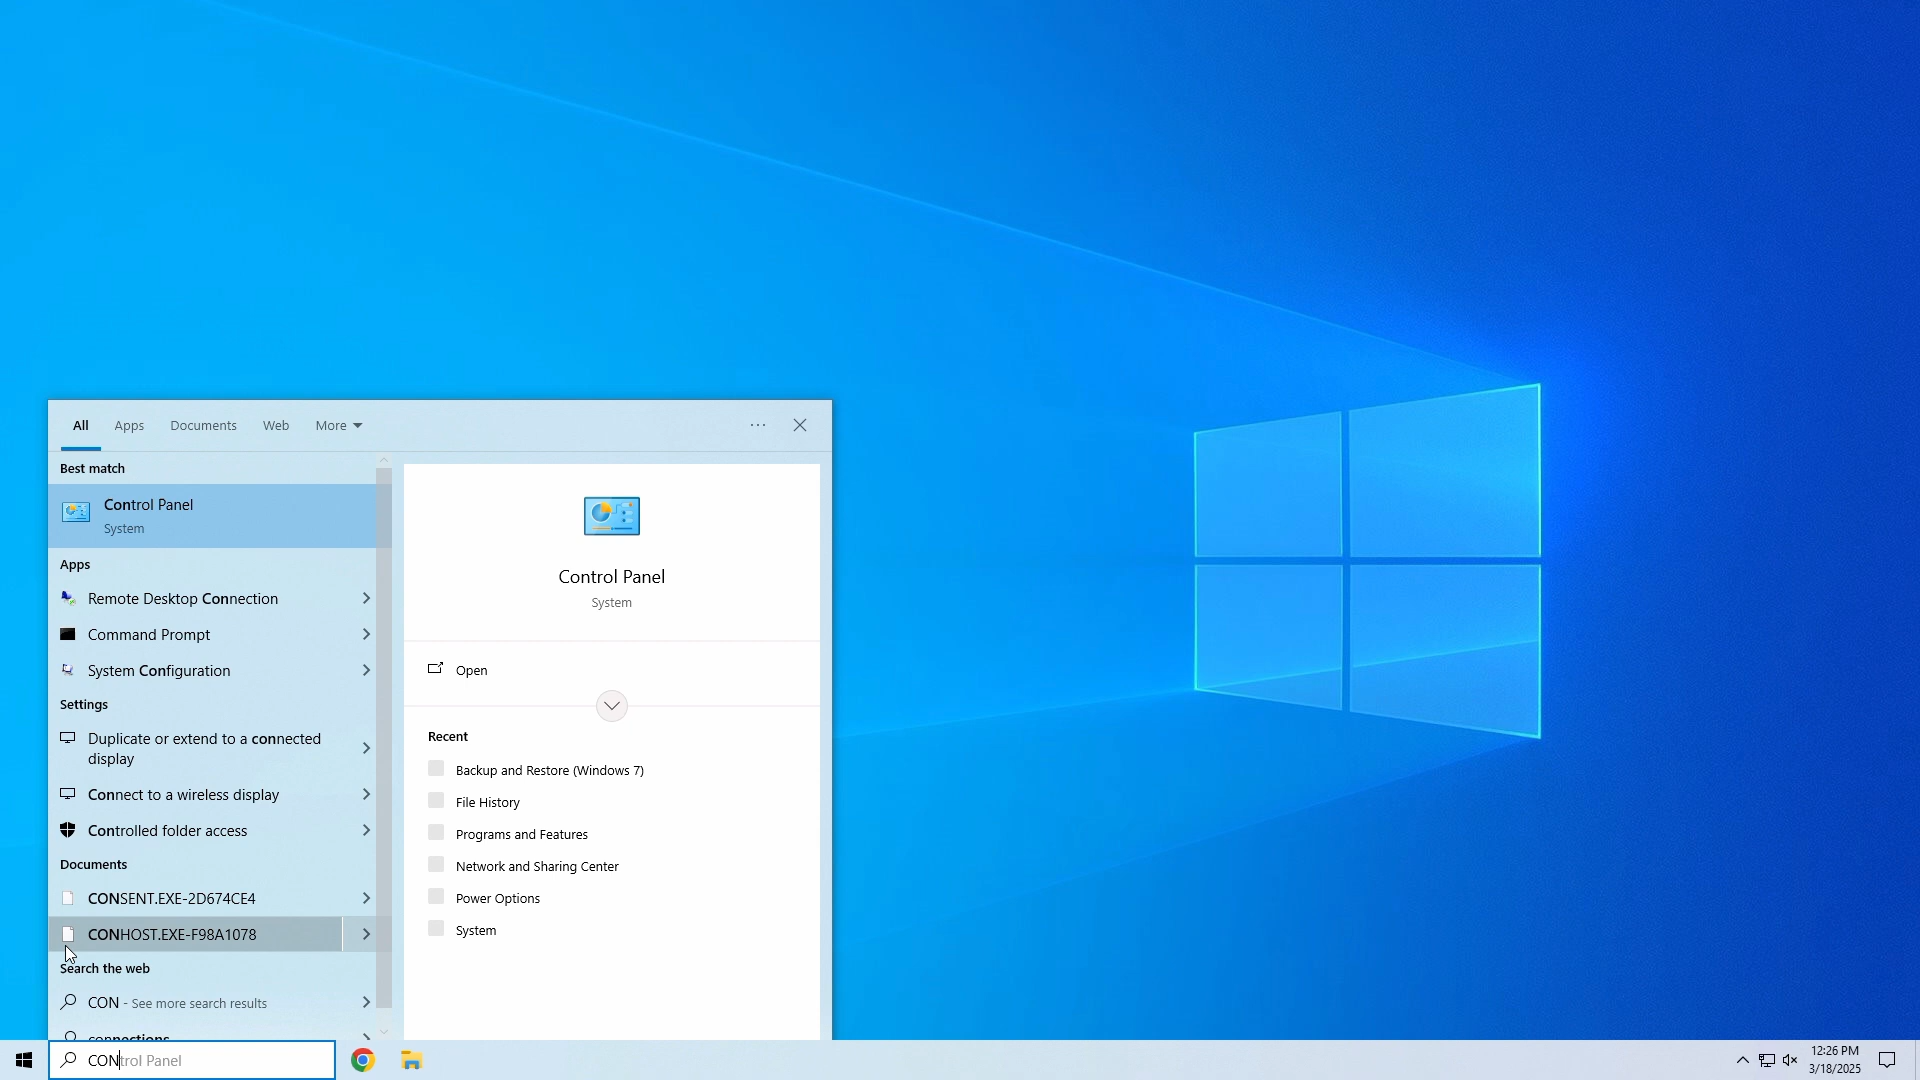 All
Apps
Documents
Web
More
Best match
Control Panel
System
Apps
Remote Desktop Connection
Command Prompt
System Configuration
Settings
Duplicate or extend to a connected
display
Connect to a wireless display
Controlled folder access
Documents
CONSENT.EXE-2D674CE4
CONHOST.EXE-F98A1078
Search the web
CON - See more search results
connections
Control Panel
System
Open
Recent
Backup and Restore (Windows 7)
File History
Programs and Features
Network and Sharing Center
Power Options
System
CONtrol Panel
12:26 PM
3/18/2025